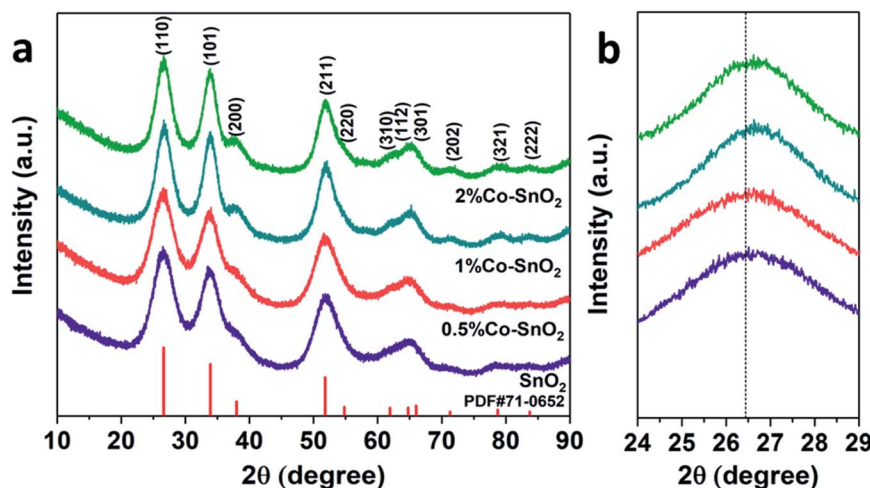 a
Intensity (a.u.)
(110)
(101)
(200)
(211)
(220)
(310)
(112)
(301)
(202)
(321)
(222)
2%Co-SnO₂
1%Co-SnO₂
0.5%Co-SnO₂
SnO₂
PDF#71-0652
10 20 30 40 50 60 70 80 90
2θ (degree)
b
Intensity (a.u.)
24 25 26 27 28 29
2θ (degree)